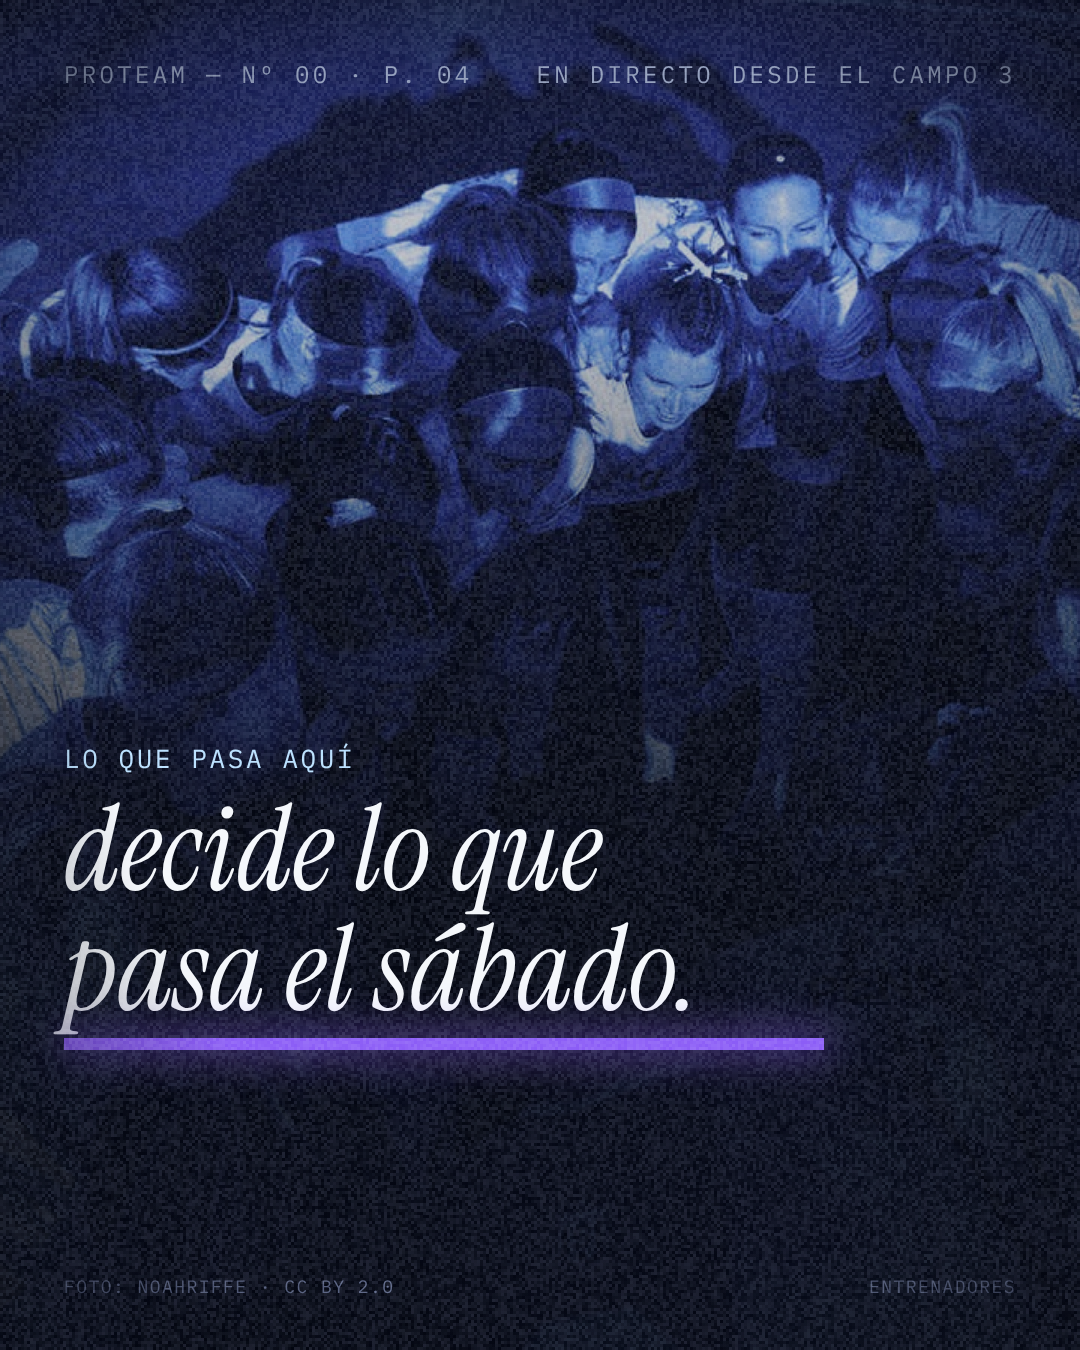 PROTEAM — Nº 00 · P. 04
EN DIRECTO DESDE EL CAMPO 3
LO QUE PASA AQUÍ
decide lo que
pasa el sábado.
FOTO: NOAHRIFFE · CC BY 2.0
ENTRENADORES